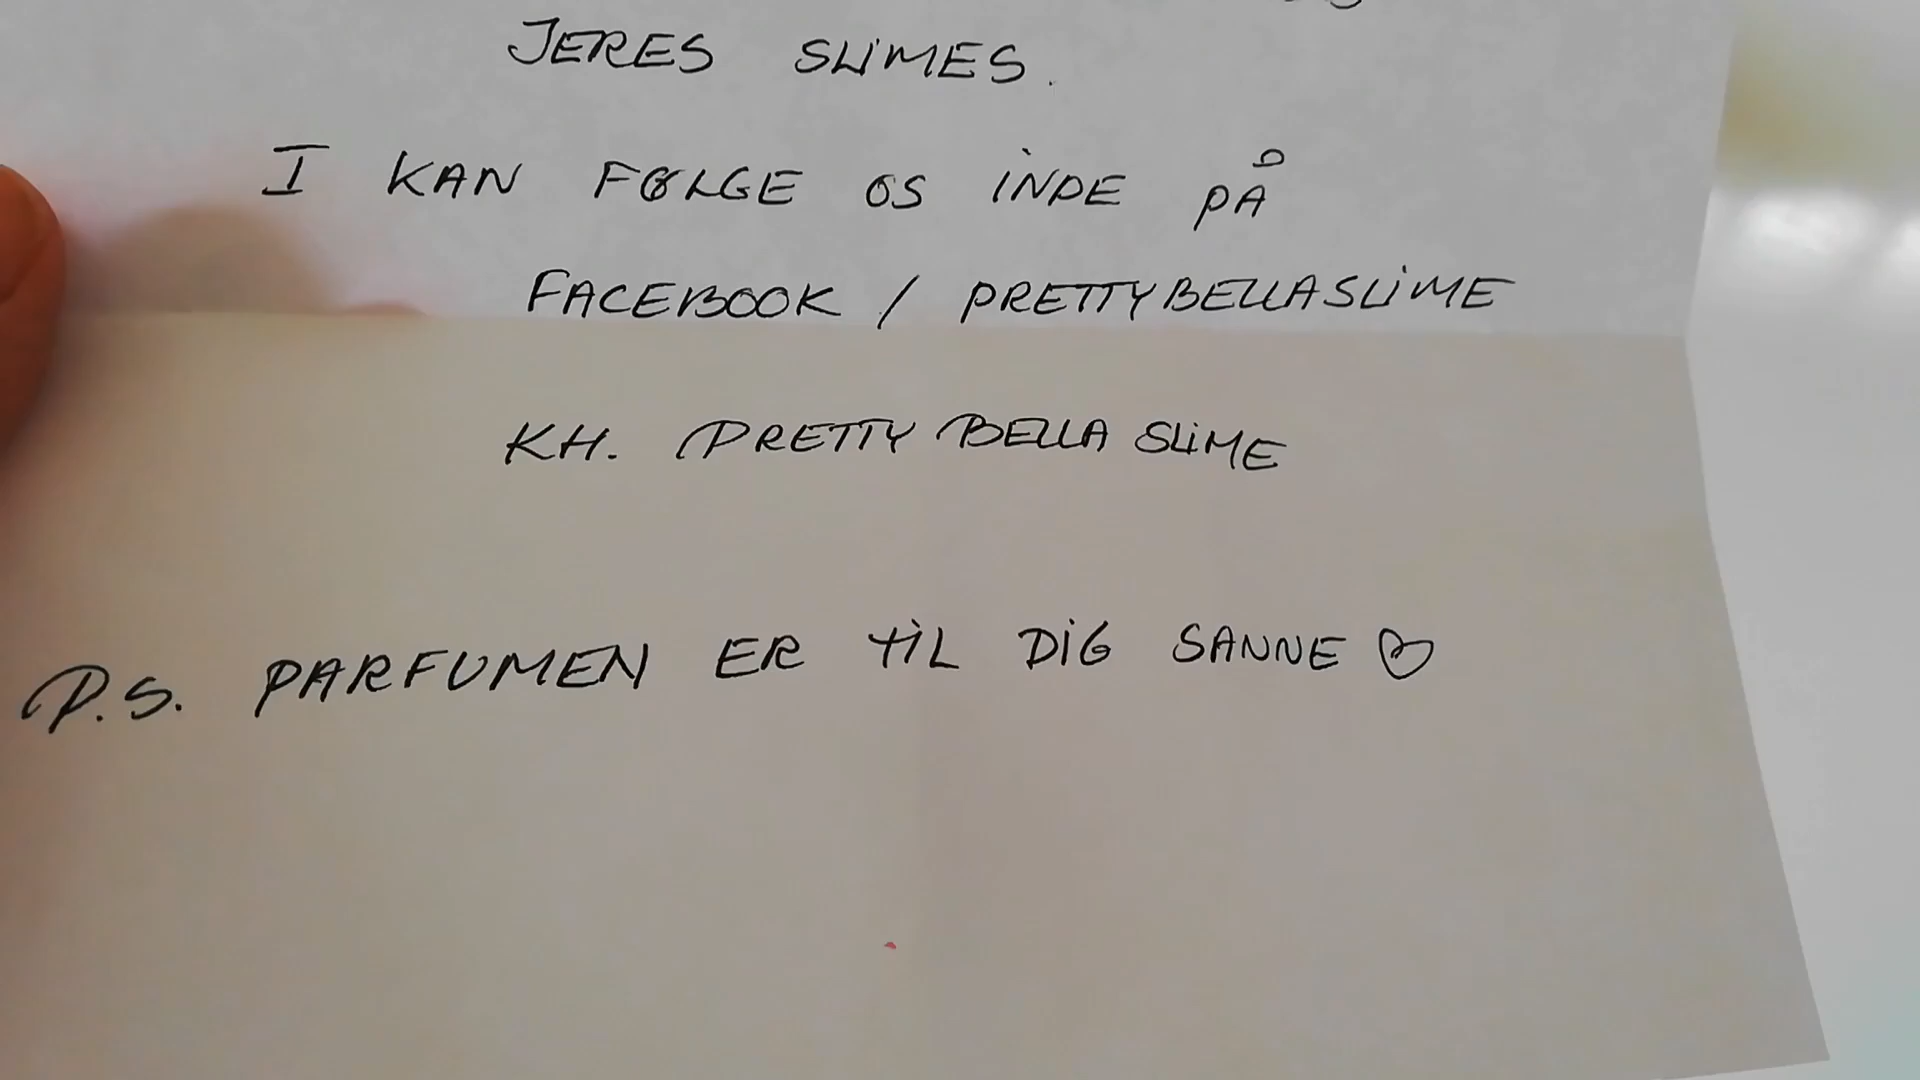 JERES SLiMES.
I KAN FØLGE OS iNDE PÅ
FACEBOOK / PRETTYBELLASLiME
KH. PRETTY BELLA SLiME
P.S. PARFUMEN ER TiL DiG SANNE ♡